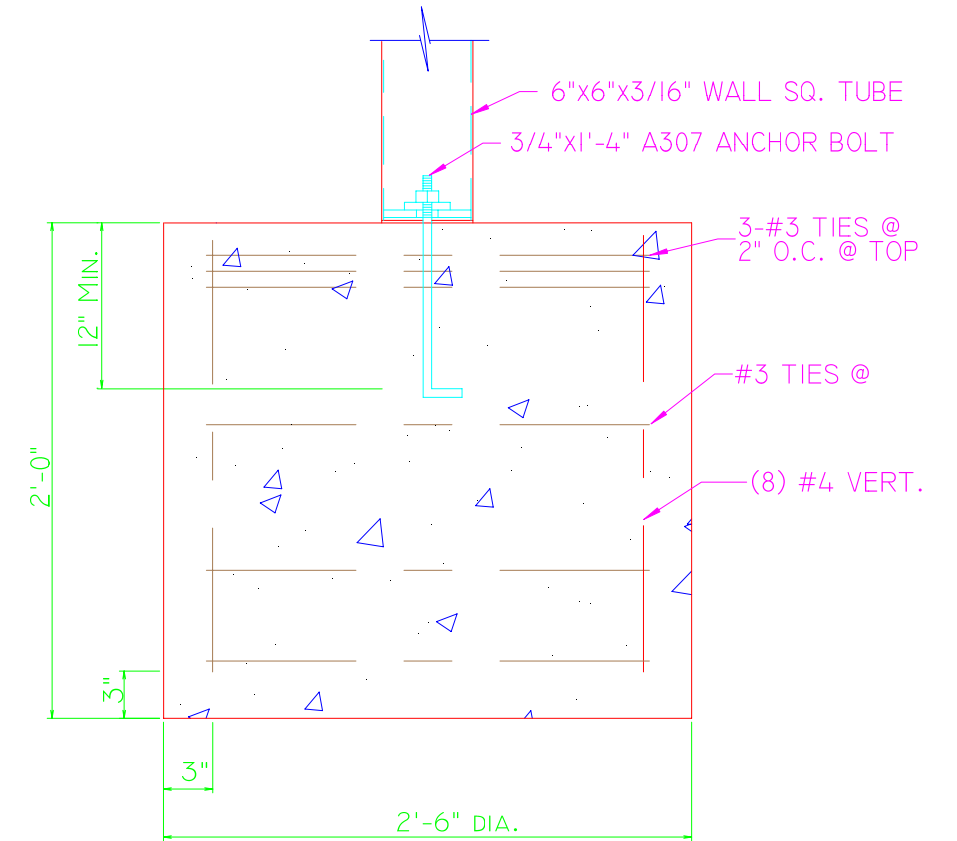 6"X6"X3/16" WALL SQ. TUBE
3/4"X1'-4" A307 ANCHOR BOLT
3-#3 TIES @
2" O.C. @ TOP
12" MIN.
#3 TIES @
2'-0"
(8) #4 VERT.
3"
3"
2'-6" DIA.